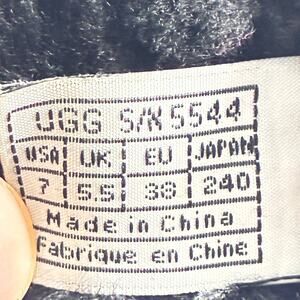 UGG S/N 5544
USA UK EU JAPAN
7 5.5 38 240
Made in China
Fabrique en Chine